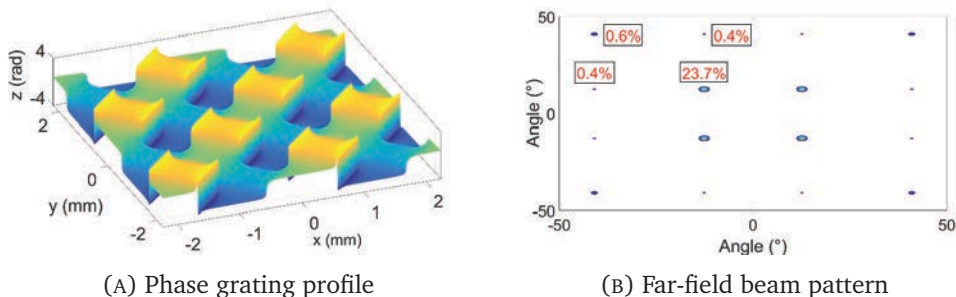 z (rad)
4
-4
2
0
-2
y (mm)
-2
-1
0
1
2
x (mm)
(A) Phase grating profile
50
0
-50
Angle (°)
0.6%
0.4%
0.4%
23.7%
-50
0
50
Angle (°)
(B) Far-field beam pattern